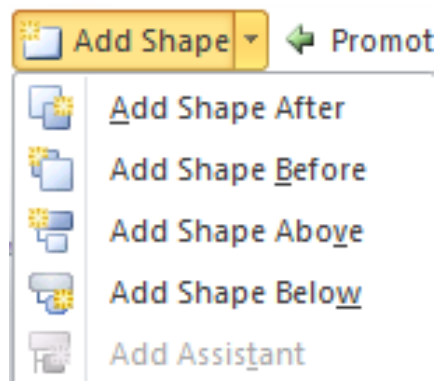 Add Shape Promot
Add Shape After
Add Shape Before
Add Shape Above
Add Shape Below
Add Assistant